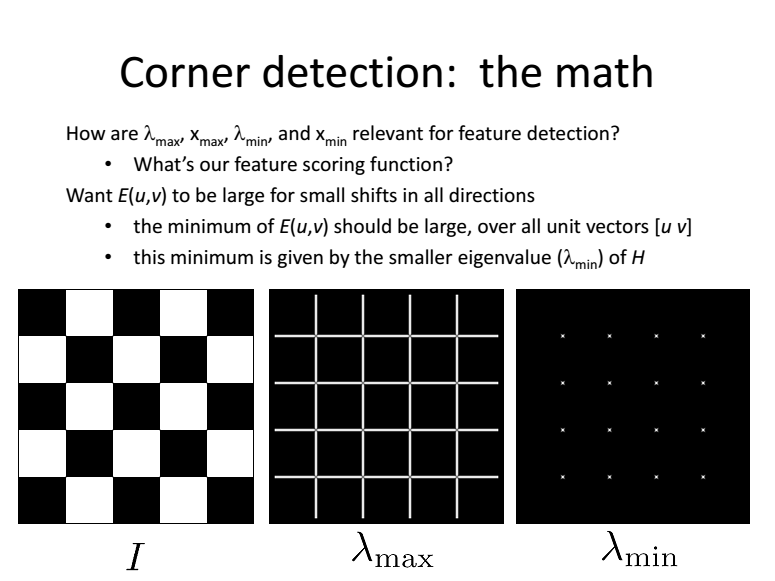 Corner detection:  the math
How are λmax, xmax, λmin, and xmin relevant for feature detection?
• What's our feature scoring function?
Want E(u,v) to be large for small shifts in all directions
• the minimum of E(u,v) should be large, over all unit vectors [u v]
• this minimum is given by the smaller eigenvalue (λmin) of H
I λmax λmin